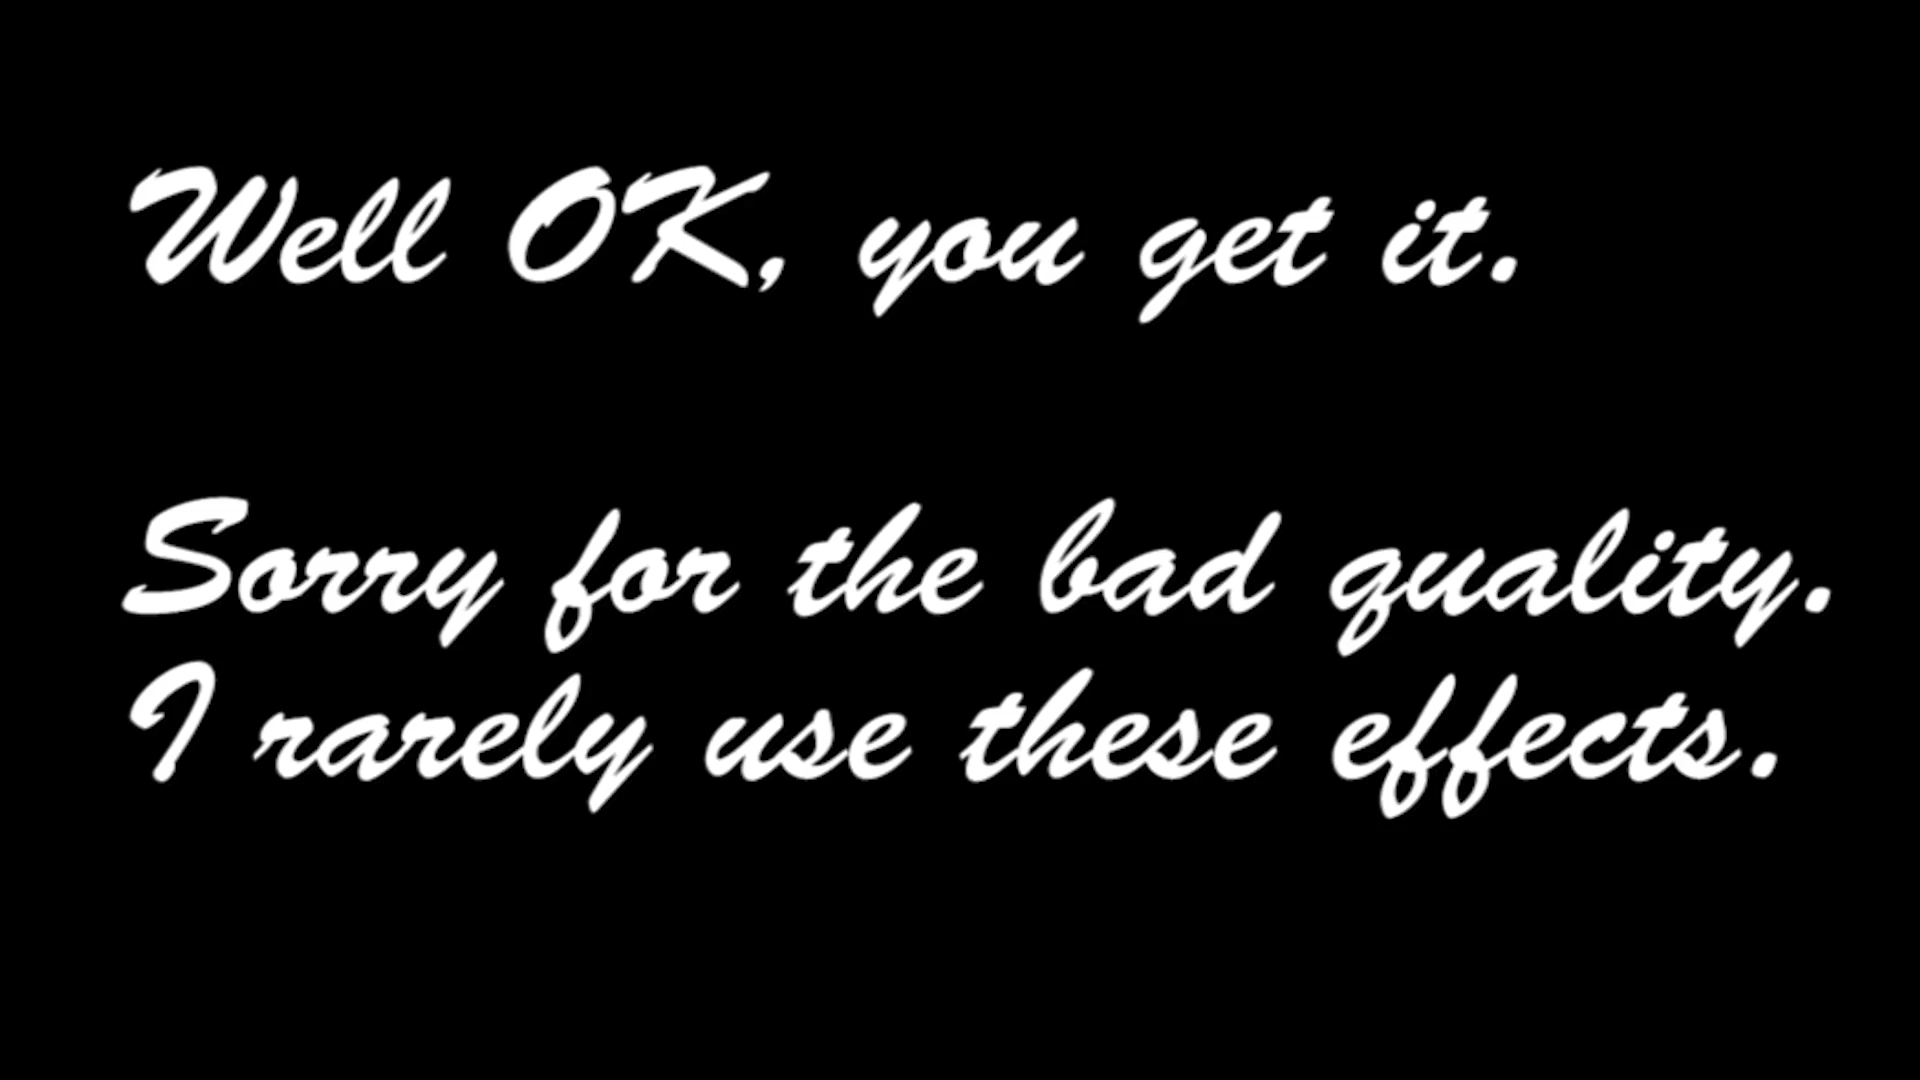 Well OK, you get it.
Sorry for the bad quality.
I rarely use these effects.